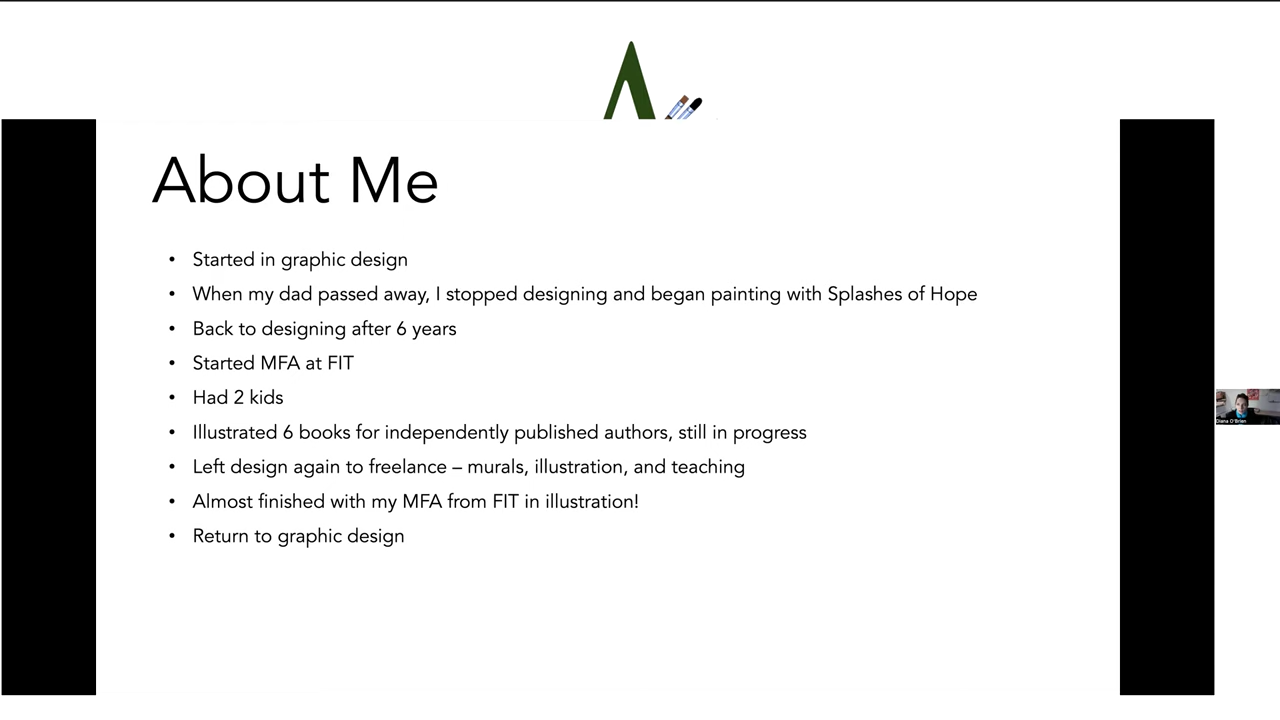 About Me
• Started in graphic design
• When my dad passed away, I stopped designing and began painting with Splashes of Hope
• Back to designing after 6 years
• Started MFA at FIT
• Had 2 kids
• Illustrated 6 books for independently published authors, still in progress
• Left design again to freelance – murals, illustration, and teaching
• Almost finished with my MFA from FIT in illustration!
• Return to graphic design
Diana O'Brien